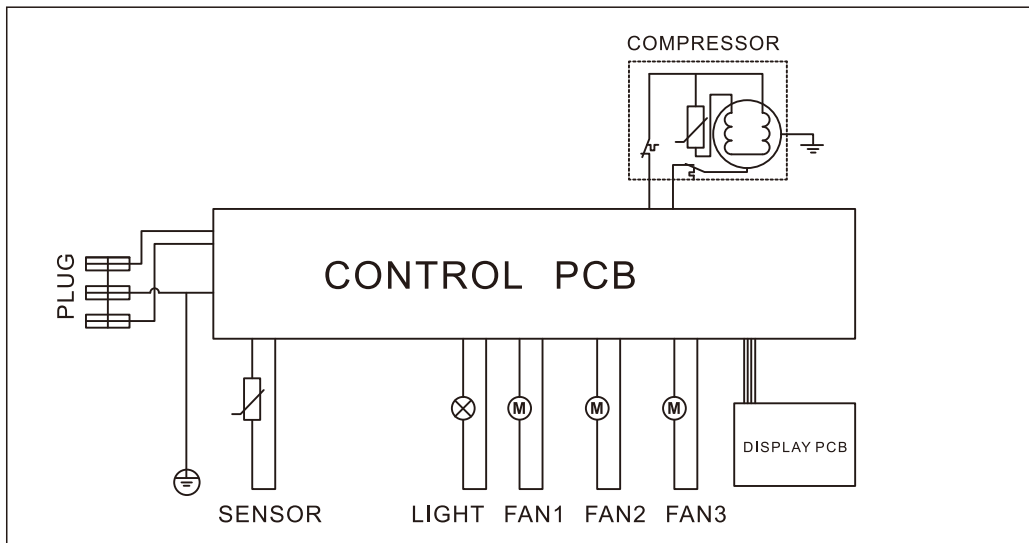 COMPRESSOR
PLUG
CONTROL PCB
M
M
M
DISPLAY PCB
SENSOR
LIGHT
FAN1
FAN2
FAN3